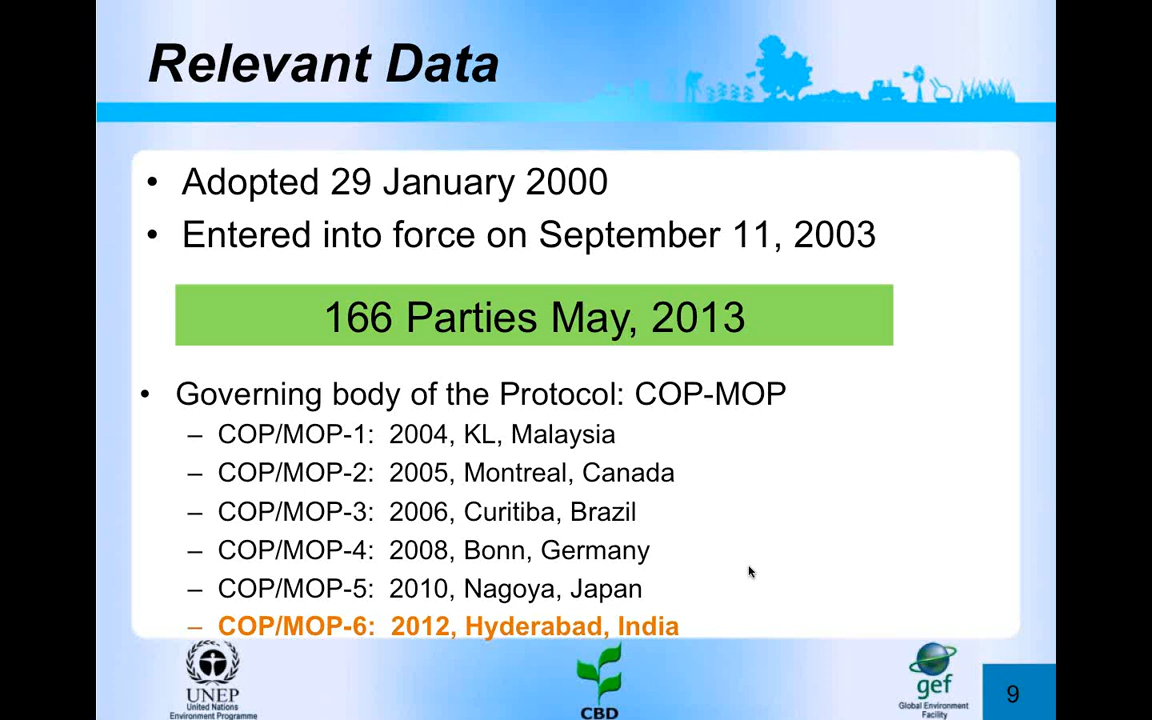 Relevant Data
• Adopted 29 January 2000
• Entered into force on September 11, 2003
166 Parties May, 2013
• Governing body of the Protocol: COP-MOP
– COP/MOP-1: 2004, KL, Malaysia
– COP/MOP-2: 2005, Montreal, Canada
– COP/MOP-3: 2006, Curitiba, Brazil
– COP/MOP-4: 2008, Bonn, Germany
– COP/MOP-5: 2010, Nagoya, Japan
– COP/MOP-6: 2012, Hyderabad, India
UNEP
United Nations
Environment Programme
CBD
gef
Global Environment
Facility
9